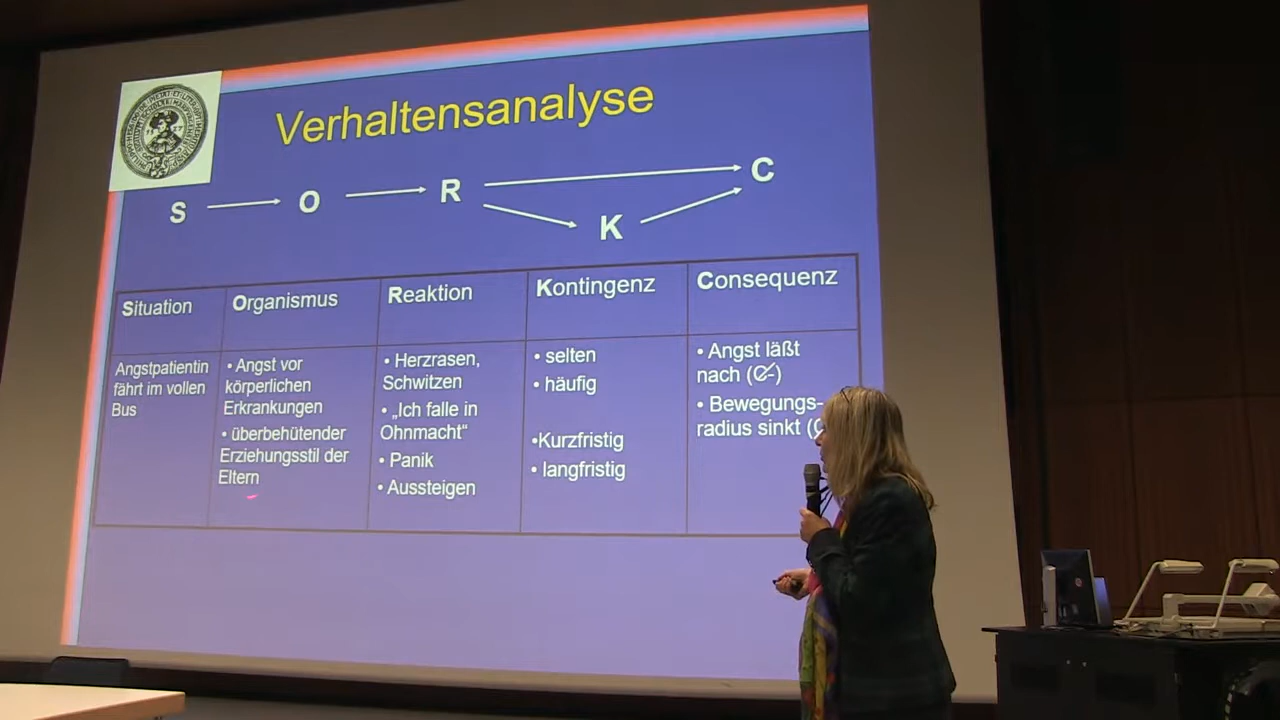 Verhaltensanalyse
S O R K C
Situation
Organismus
Reaktion
Kontingenz
Consequenz
Angstpatientin
fährt im vollen
Bus
• Angst vor
körperlichen
Erkrankungen
• überbehütender
Erziehungsstil der
Eltern
• Herzrasen,
Schwitzen
• „Ich falle in
Ohnmacht“
• Panik
• Aussteigen
• selten
• häufig
•Kurzfristig
• langfristig
• Angst läßt
nach (C̸-)
• Bewegungs-
radius sinkt (